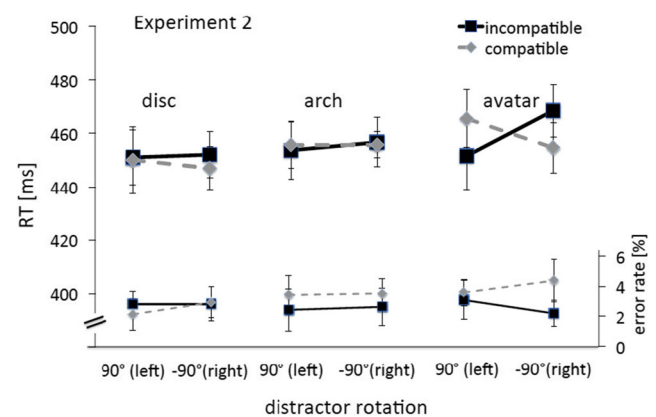 Experiment 2
incompatible
compatible
disc
arch
avatar
500
480
460
440
420
400
RT [ms]
6
4
2
0
error rate [%]
90° (left) -90°(right) 90° (left) -90°(right) 90° (left) -90°(right)
distractor rotation